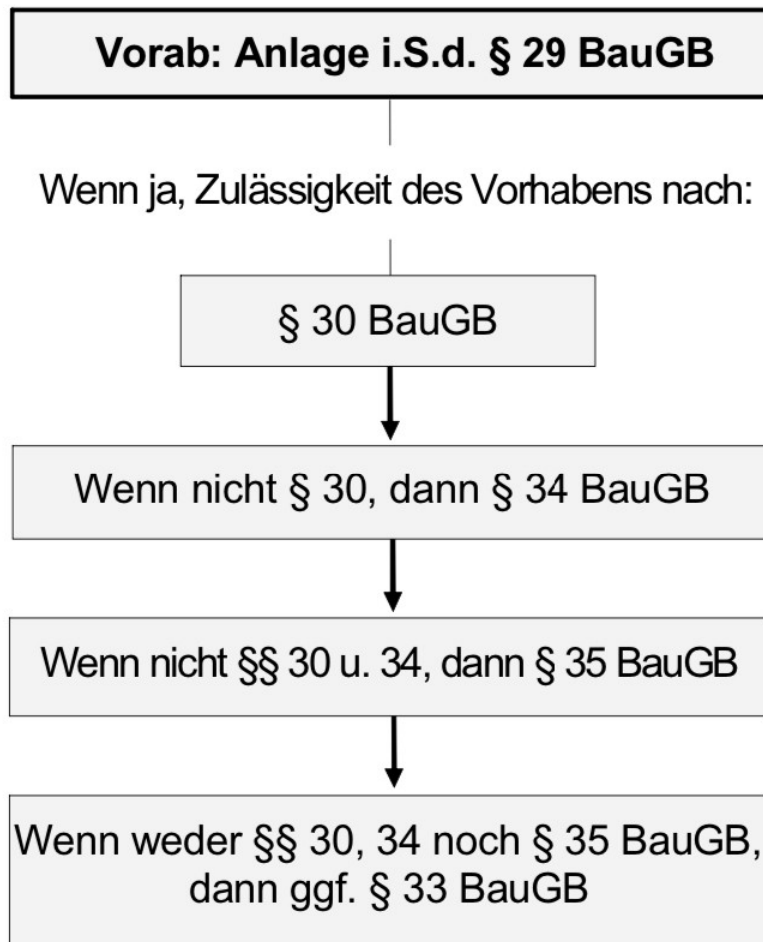 Vorab: Anlage i.S.d. § 29 BauGB
Wenn ja, Zulässigkeit des Vorhabens nach:
§ 30 BauGB
Wenn nicht § 30, dann § 34 BauGB
Wenn nicht §§ 30 u. 34, dann § 35 BauGB
Wenn weder §§ 30, 34 noch § 35 BauGB,
dann ggf. § 33 BauGB